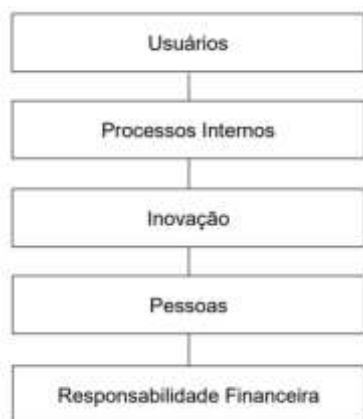 Usuários
Processos Internos
Inovação
Pessoas
Responsabilidade Financeira